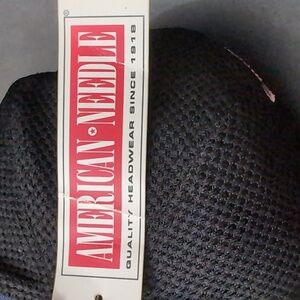 AMERICAN★NEEDLE
QUALITY HEADWEAR SINCE 1918
®